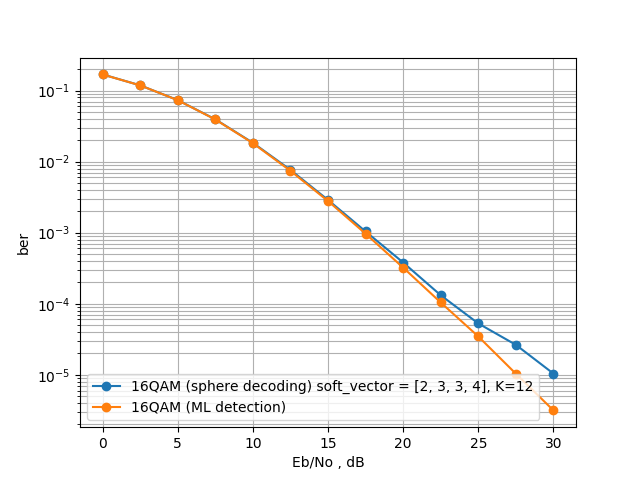 10⁻¹
10⁻²
10⁻³
10⁻⁴
10⁻⁵
ber
16QAM (sphere decoding) soft_vector = [2, 3, 3, 4], K=12
16QAM (ML detection)
0 5 10 15 20 25 30
Eb/No , dB